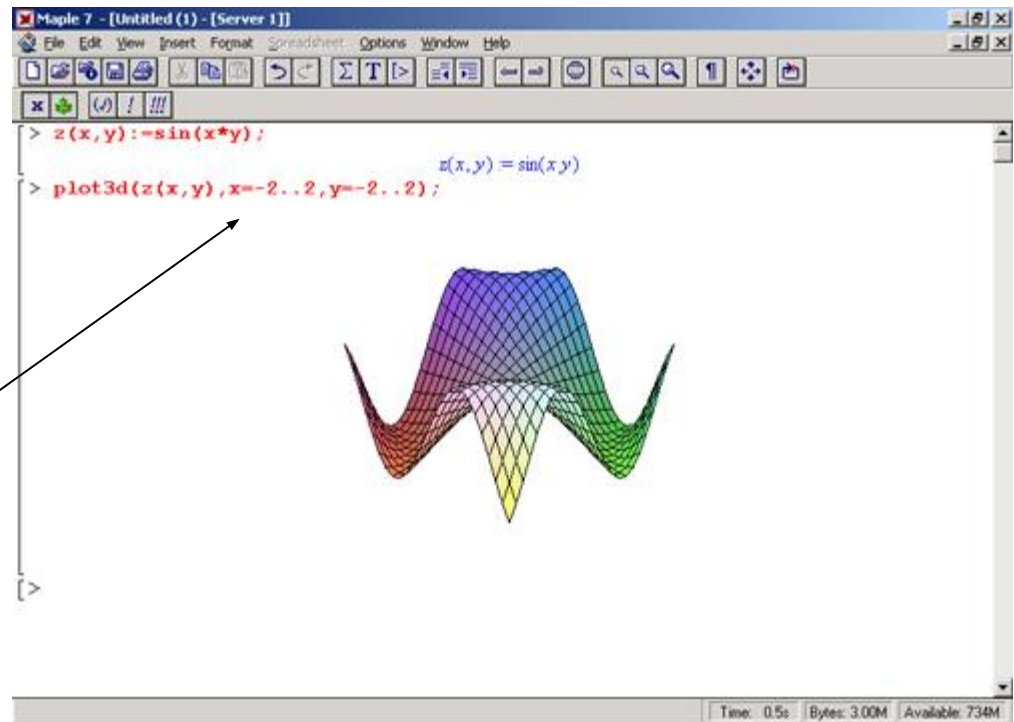 Maple 7 - [Untitled (1) - [Server 1]]
File Edit View Insert Format Spreadsheet Options Window Help
Σ T [>
x (√) ! !!!
[> z(x,y):=sin(x*y);
z(x, y) := sin(x y)
[> plot3d(z(x,y),x=-2..2,y=-2..2);
[>
Time: 0.5s Bytes: 3.00M Available: 734M